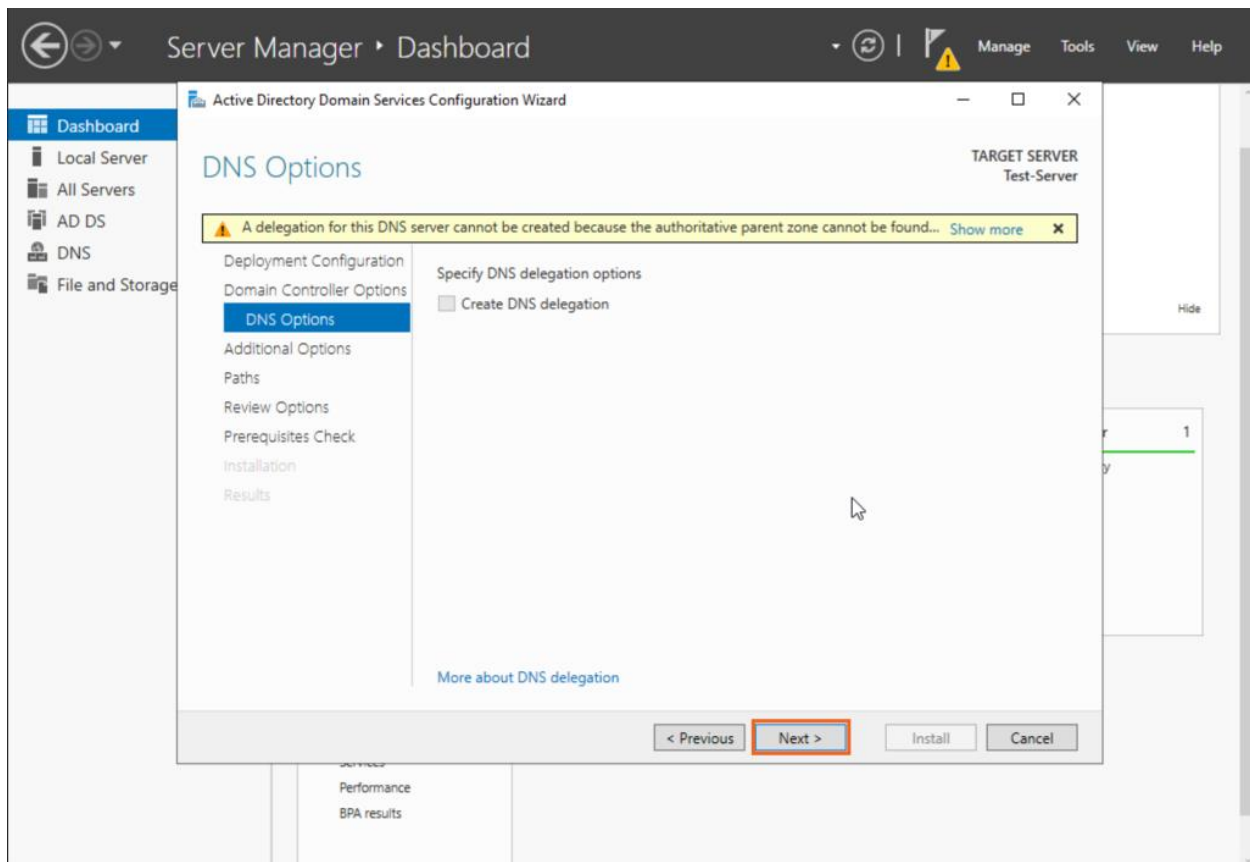 Server Manager ‣ Dashboard
Manage Tools View Help
Dashboard
Local Server
All Servers
AD DS
DNS
File and Storage
Active Directory Domain Services Configuration Wizard
DNS Options
TARGET SERVER
Test-Server
A delegation for this DNS server cannot be created because the authoritative parent zone cannot be found... Show more
Deployment Configuration
Domain Controller Options
DNS Options
Additional Options
Paths
Review Options
Prerequisites Check
Installation
Results
Specify DNS delegation options
Create DNS delegation
More about DNS delegation
< Previous Next > Install Cancel
Hide
1
Performance
BPA results